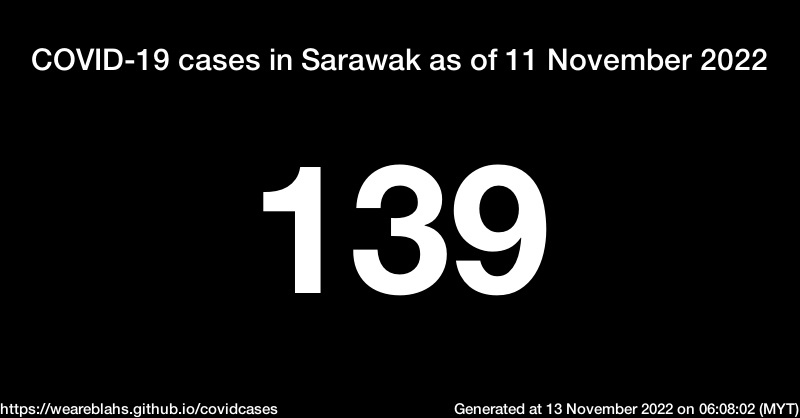 COVID-19 cases in Sarawak as of 11 November 2022
139
https://weareblahs.github.io/covidcases
Generated at 13 November 2022 on 06:08:02 (MYT)